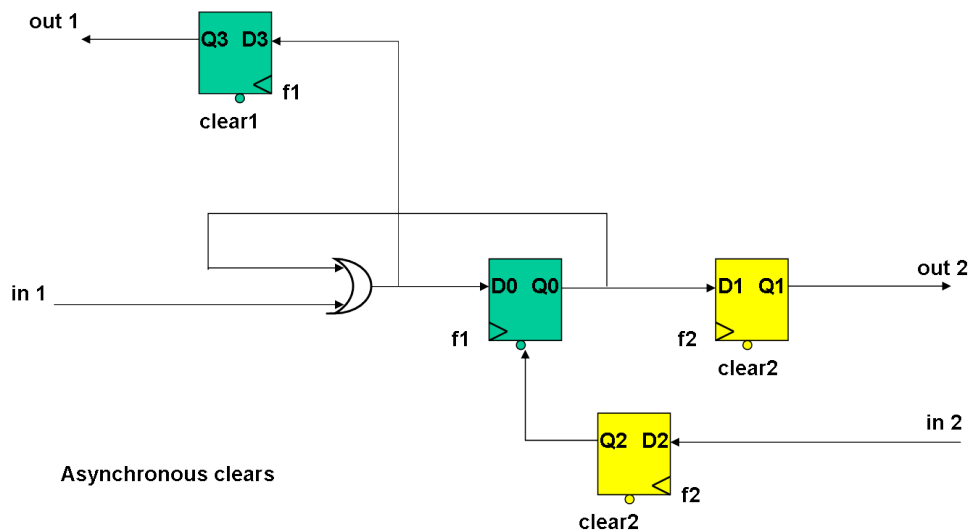 out 1
Q3 D3
f1
clear1
in 1
D0 Q0
D1 Q1
out 2
f1
f2
clear2
Q2 D2
in 2
Asynchronous clears
f2
clear2